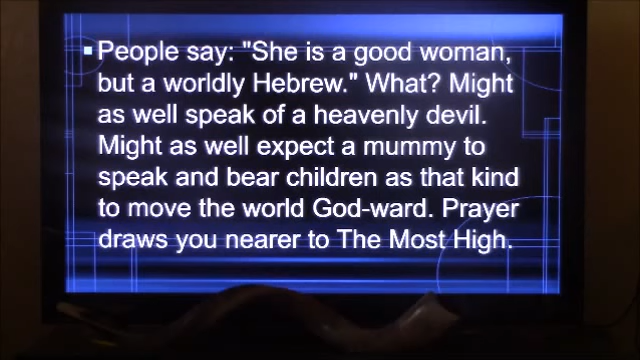 People say: "She is a good woman,
but a worldly Hebrew." What? Might
as well speak of a heavenly devil.
Might as well expect a mummy to
speak and bear children as that kind
to move the world God-ward. Prayer
draws you nearer to The Most High.